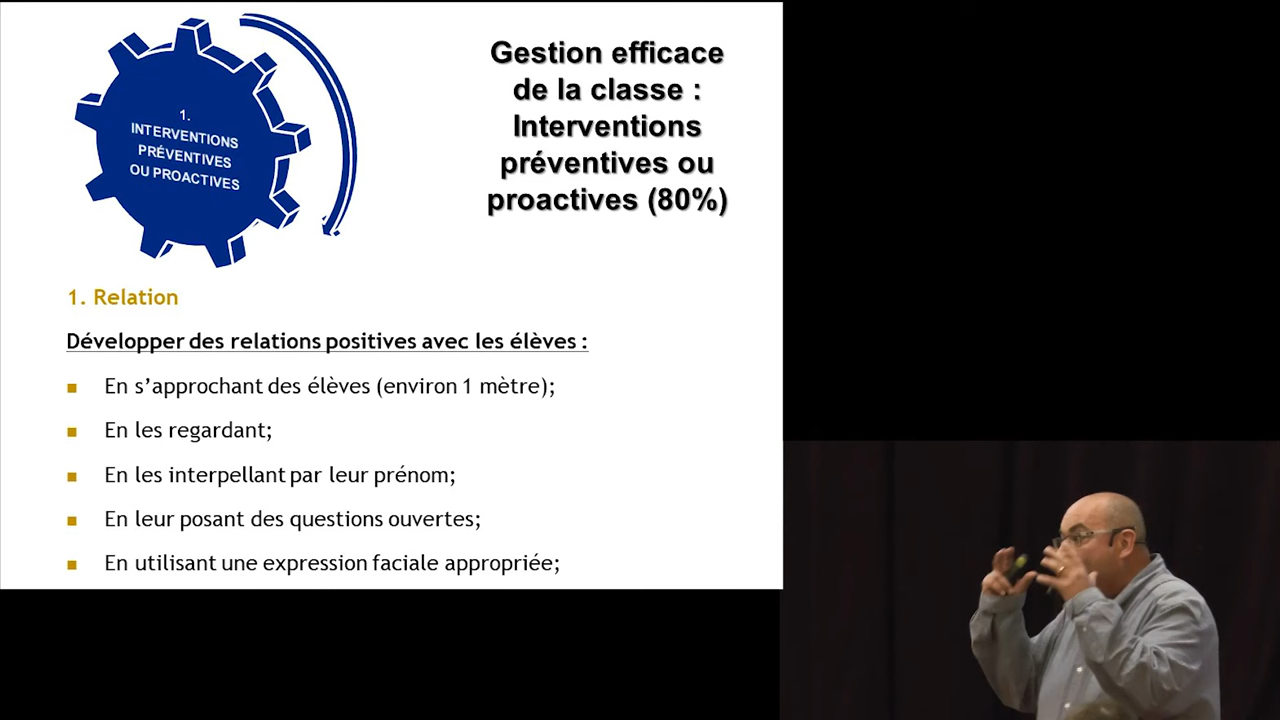 1.
INTERVENTIONS
PRÉVENTIVES
OU PROACTIVES
Gestion efficace
de la classe :
Interventions
préventives ou
proactives (80%)
1. Relation
Développer des relations positives avec les élèves :
■ En s’approchant des élèves (environ 1 mètre);
■ En les regardant;
■ En les interpellant par leur prénom;
■ En leur posant des questions ouvertes;
■ En utilisant une expression faciale appropriée;